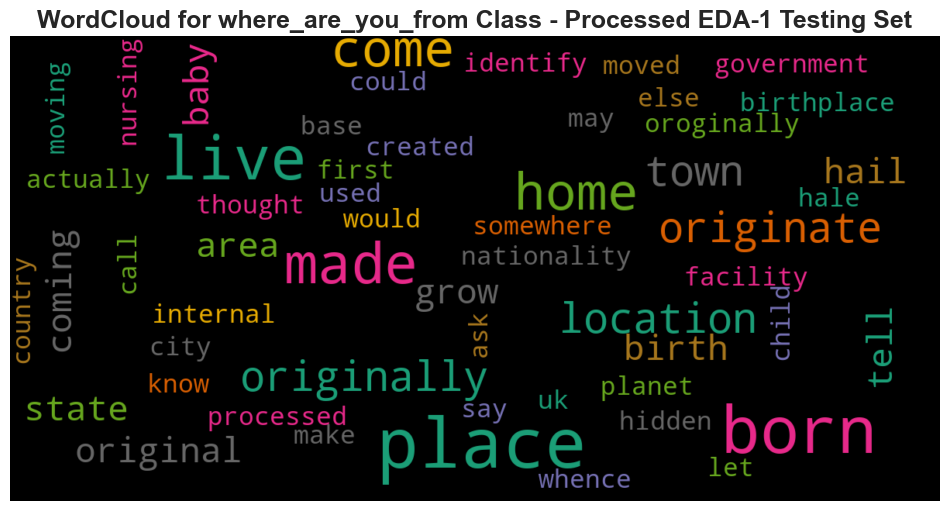 WordCloud for where_are_you_from Class - Processed EDA-1 Testing Set
come
identify
moved
government
moving
nursing
baby
could
else
birthplace
base
may
oroginally
live
created
first
town
hail
actually
used
home
hale
thought
would
somewhere
originate
area
nationality
call
made
facility
coming
country
grow
internal
location
child
ask
city
birth
tell
know
originally
planet
state
processed
say
uk
hidden
born
original
make
place
let
whence